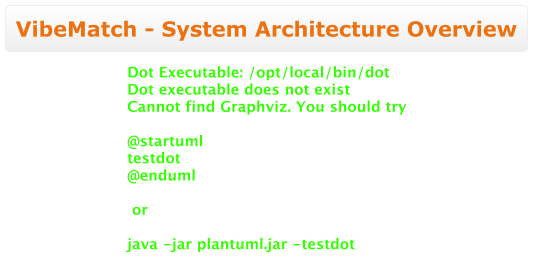 VibeMatch - System Architecture Overview
Dot Executable: /opt/local/bin/dot
Dot executable does not exist
Cannot find Graphviz. You should try
@startuml
testdot
@enduml
or
java -jar plantuml.jar -testdot